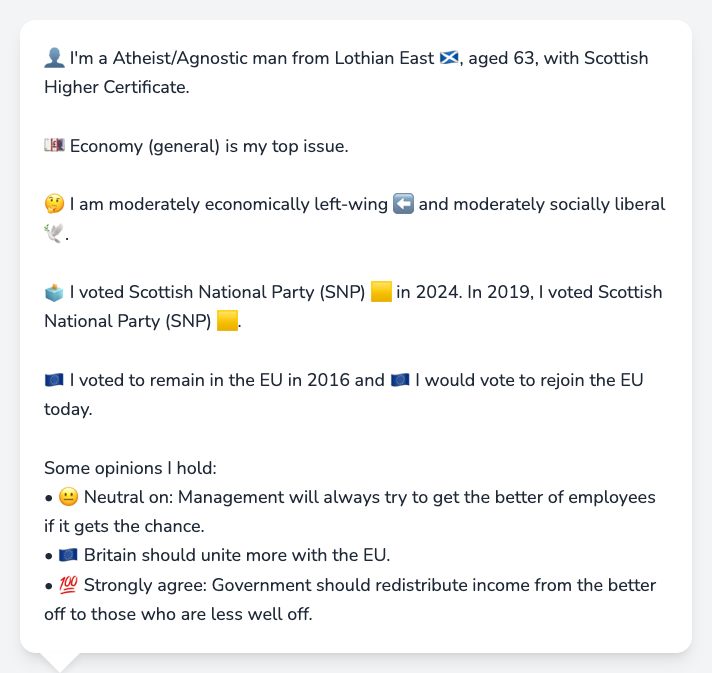 👤 I'm a Atheist/Agnostic man from Lothian East 🏴󠁧󠁢󠁳󠁣󠁴󠁿, aged 63, with Scottish
Higher Certificate.
💷 Economy (general) is my top issue.
🤔 I am moderately economically left-wing ⬅️ and moderately socially liberal
🕊️.
🗳️ I voted Scottish National Party (SNP) 🟨 in 2024. In 2019, I voted Scottish
National Party (SNP) 🟨.
🇪🇺 I voted to remain in the EU in 2016 and 🇪🇺 I would vote to rejoin the EU
today.
Some opinions I hold:
• 😐 Neutral on: Management will always try to get the better of employees
if it gets the chance.
• 🇪🇺 Britain should unite more with the EU.
• 💯 Strongly agree: Government should redistribute income from the better
off to those who are less well off.